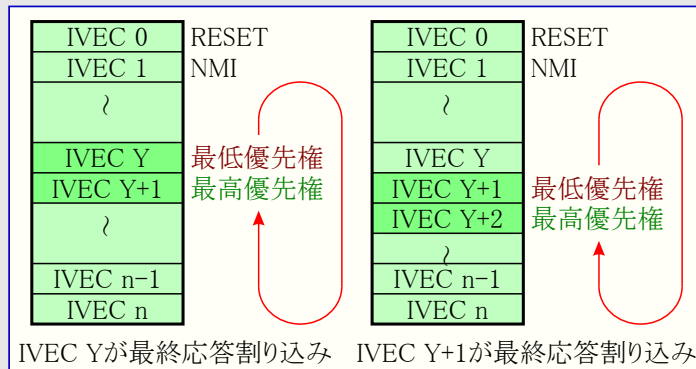 IVEC 0 RESET
IVEC 1 NMI
~
IVEC Y 最低優先権
IVEC Y+1 最高優先権
~
IVEC n-1
IVEC n
IVEC Yが最終応答割り込み
IVEC 0 RESET
IVEC 1 NMI
~
IVEC Y
IVEC Y+1 最低優先権
IVEC Y+2 最高優先権
~
IVEC n-1
IVEC n
IVEC Y+1が最終応答割り込み